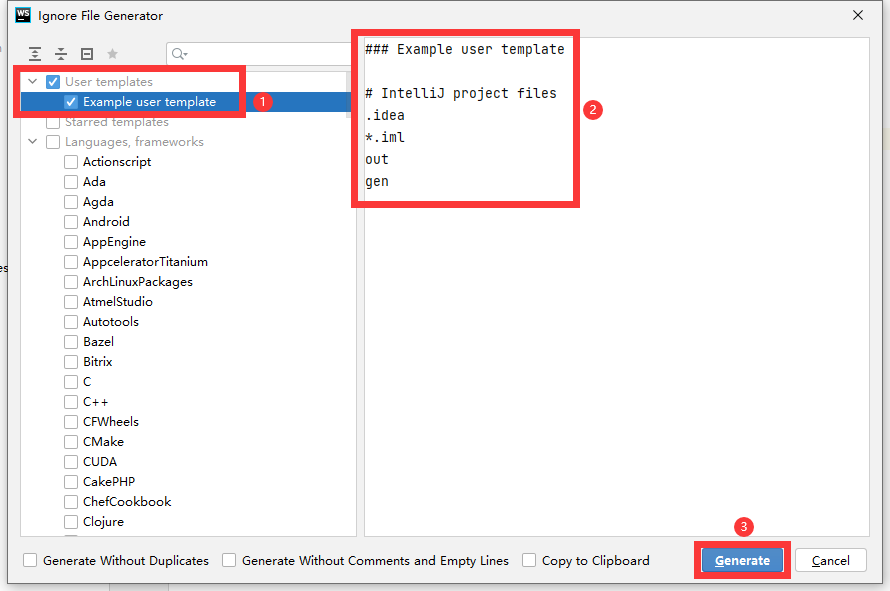 WS Ignore File Generator
User templates
Example user template
1
Starred templates
Languages, frameworks
Actionscript
Ada
Agda
Android
AppEngine
AppceleratorTitanium
ArchLinuxPackages
AtmelStudio
Autotools
Bazel
Bitrix
C
C++
CFWheels
CMake
CUDA
CakePHP
ChefCookbook
Clojure
### Example user template
# IntelliJ project files
.idea
*.iml
out
gen
2
3
Generate Without Duplicates
Generate Without Comments and Empty Lines
Copy to Clipboard
Generate
Cancel